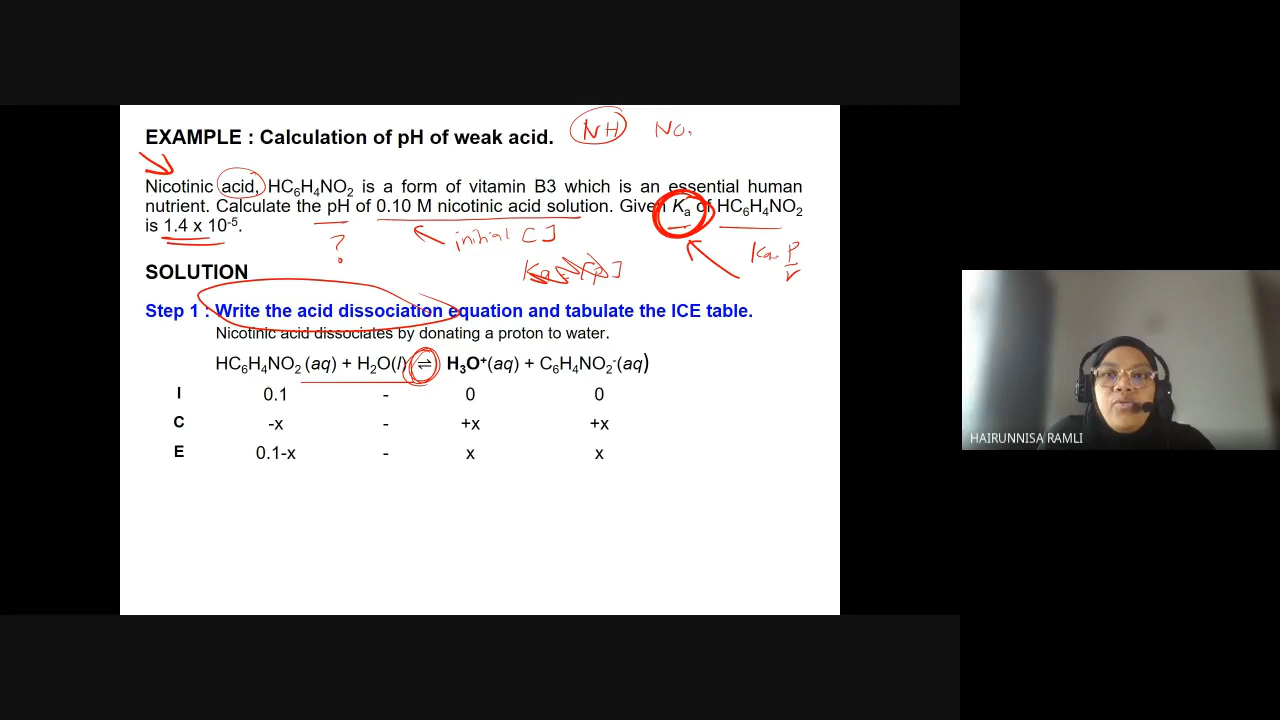 EXAMPLE : Calculation of pH of weak acid. NH NO₂
Nicotinic acid, HC₆H₄NO₂ is a form of vitamin B3 which is an essential human
nutrient. Calculate the pH of 0.10 M nicotinic acid solution. Given Kₐ of HC₆H₄NO₂
is 1.4 x 10⁻⁵.
? initial [ ] Ka P
r
SOLUTION
Step 1 : Write the acid dissociation equation and tabulate the ICE table.
Nicotinic acid dissociates by donating a proton to water.
HC₆H₄NO₂ (aq) + H₂O(l) ⇌ H₃O⁺(aq) + C₆H₄NO₂⁻(aq)
I 0.1 - 0 0
C -x - +x +x
E 0.1-x - x x
HAIRUNNISA RAMLI